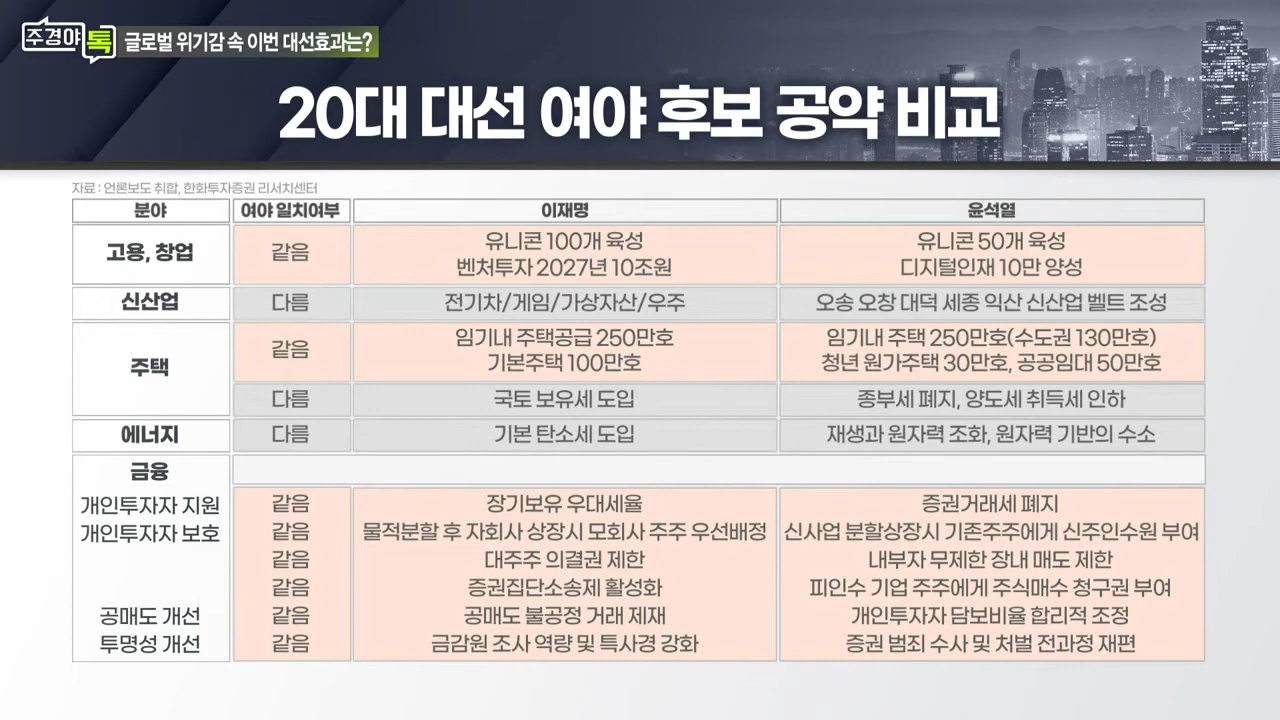 주경야톡 글로벌 위기감 속 이번 대선효과는?
20대 대선 여야 후보 공약 비교
자료 : 언론보도 취합, 한화투자증권 리서치센터
분야 여야 일치여부 이재명 윤석열
고용, 창업 같음 유니콘 100개 육성 유니콘 50개 육성
벤처투자 2027년 10조원 디지털인재 10만 양성
신산업 다름 전기차/게임/가상자산/우주 오송 오창 대덕 세종 익산 신산업 벨트 조성
주택 같음 임기내 주택공급 250만호 임기내 주택 250만호(수도권 130만호)
기본주택 100만호 청년 원가주택 30만호, 공공임대 50만호
다름 국토 보유세 도입 종부세 폐지, 양도세 취득세 인하
에너지 다름 기본 탄소세 도입 재생과 원자력 조화, 원자력 기반의 수소
금융
개인투자자 지원 같음 장기보유 우대세율 증권거래세 폐지
개인투자자 보호 같음 물적분할 후 자회사 상장시 모회사 주주 우선배정 신사업 분할상장시 기존주주에게 신주인수원 부여
같음 대주주 의결권 제한 내부자 무제한 장내 매도 제한
같음 증권집단소송제 활성화 피인수 기업 주주에게 주식매수 청구권 부여
공매도 개선 같음 공매도 불공정 거래 제재 개인투자자 담보비율 합리적 조정
투명성 개선 같음 금감원 조사 역량 및 특사경 강화 증권 범죄 수사 및 처벌 전과정 재편